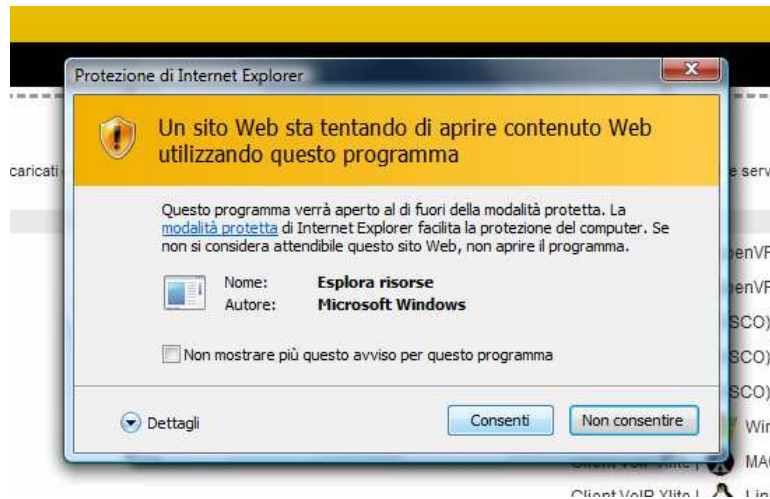 Protezione di Internet Explorer
Un sito Web sta tentando di aprire contenuto Web
utilizzando questo programma
caricati
e serv
Questo programma verrà aperto al di fuori della modalità protetta. La
modalità protetta di Internet Explorer facilita la protezione del computer. Se
non si considera attendibile questo sito Web, non aprire il programma.
Nome: Esplora risorse
Autore: Microsoft Windows
Non mostrare più questo avviso per questo programma
Dettagli
Consenti
Non consentire
penVP
penVP
SCO)
SCO)
SCO)
Win
MA
Client VoIP Xlite |
Lin